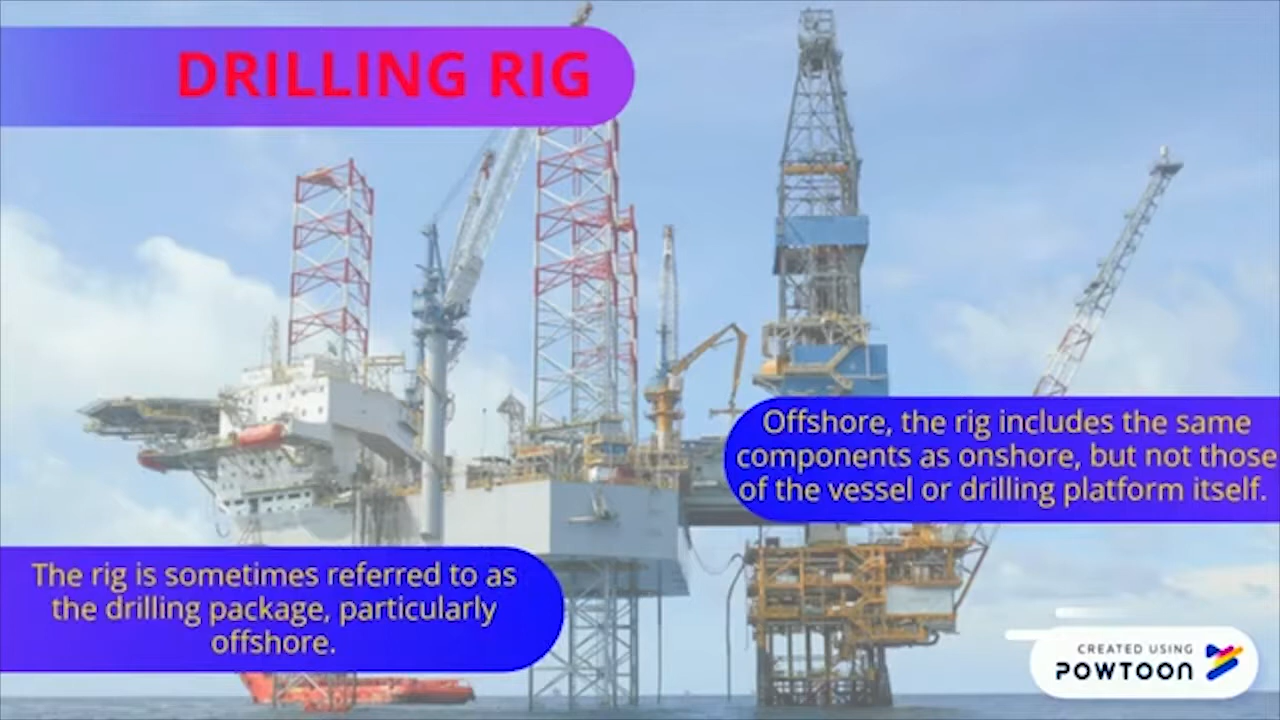 DRILLING RIG
Offshore, the rig includes the same
components as onshore, but not those
of the vessel or drilling platform itself.
The rig is sometimes referred to as
the drilling package, particularly
offshore.
CREATED USING
POWTOON